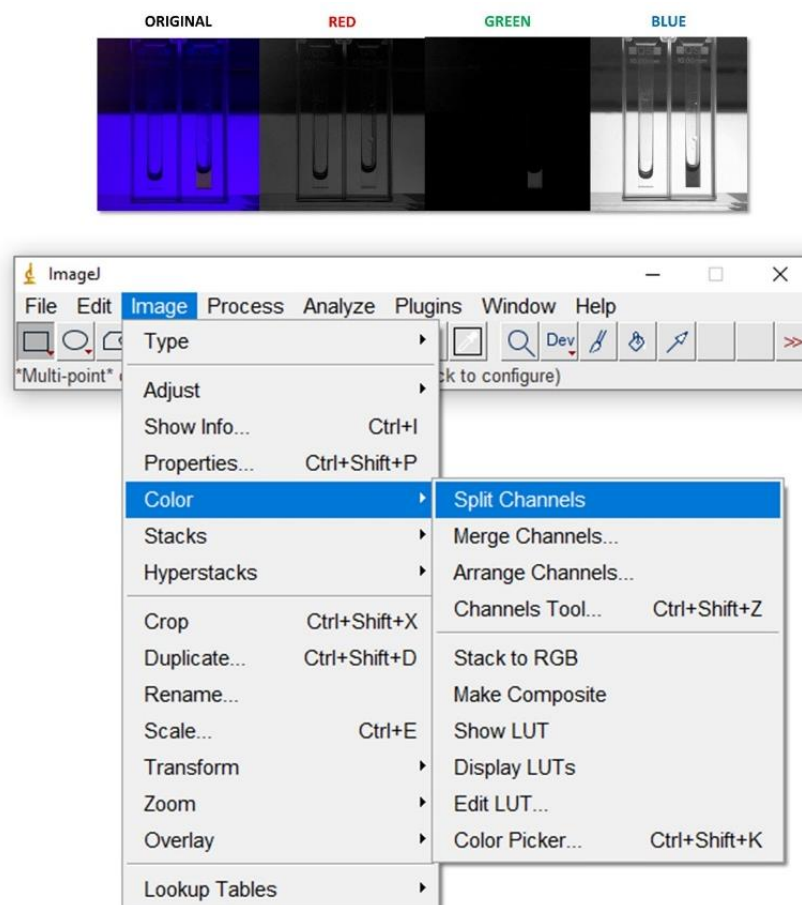 ORIGINAL RED GREEN BLUE
ImageJ
File Edit Image Process Analyze Plugins Window Help
Dev
>>
*Multi-point* ck to configure)
Type
Adjust
Show Info... Ctrl+I
Properties... Ctrl+Shift+P
Color
Stacks
Hyperstacks
Crop Ctrl+Shift+X
Duplicate... Ctrl+Shift+D
Rename...
Scale... Ctrl+E
Transform
Zoom
Overlay
Lookup Tables
Split Channels
Merge Channels...
Arrange Channels...
Channels Tool... Ctrl+Shift+Z
Stack to RGB
Make Composite
Show LUT
Display LUTs
Edit LUT...
Color Picker... Ctrl+Shift+K